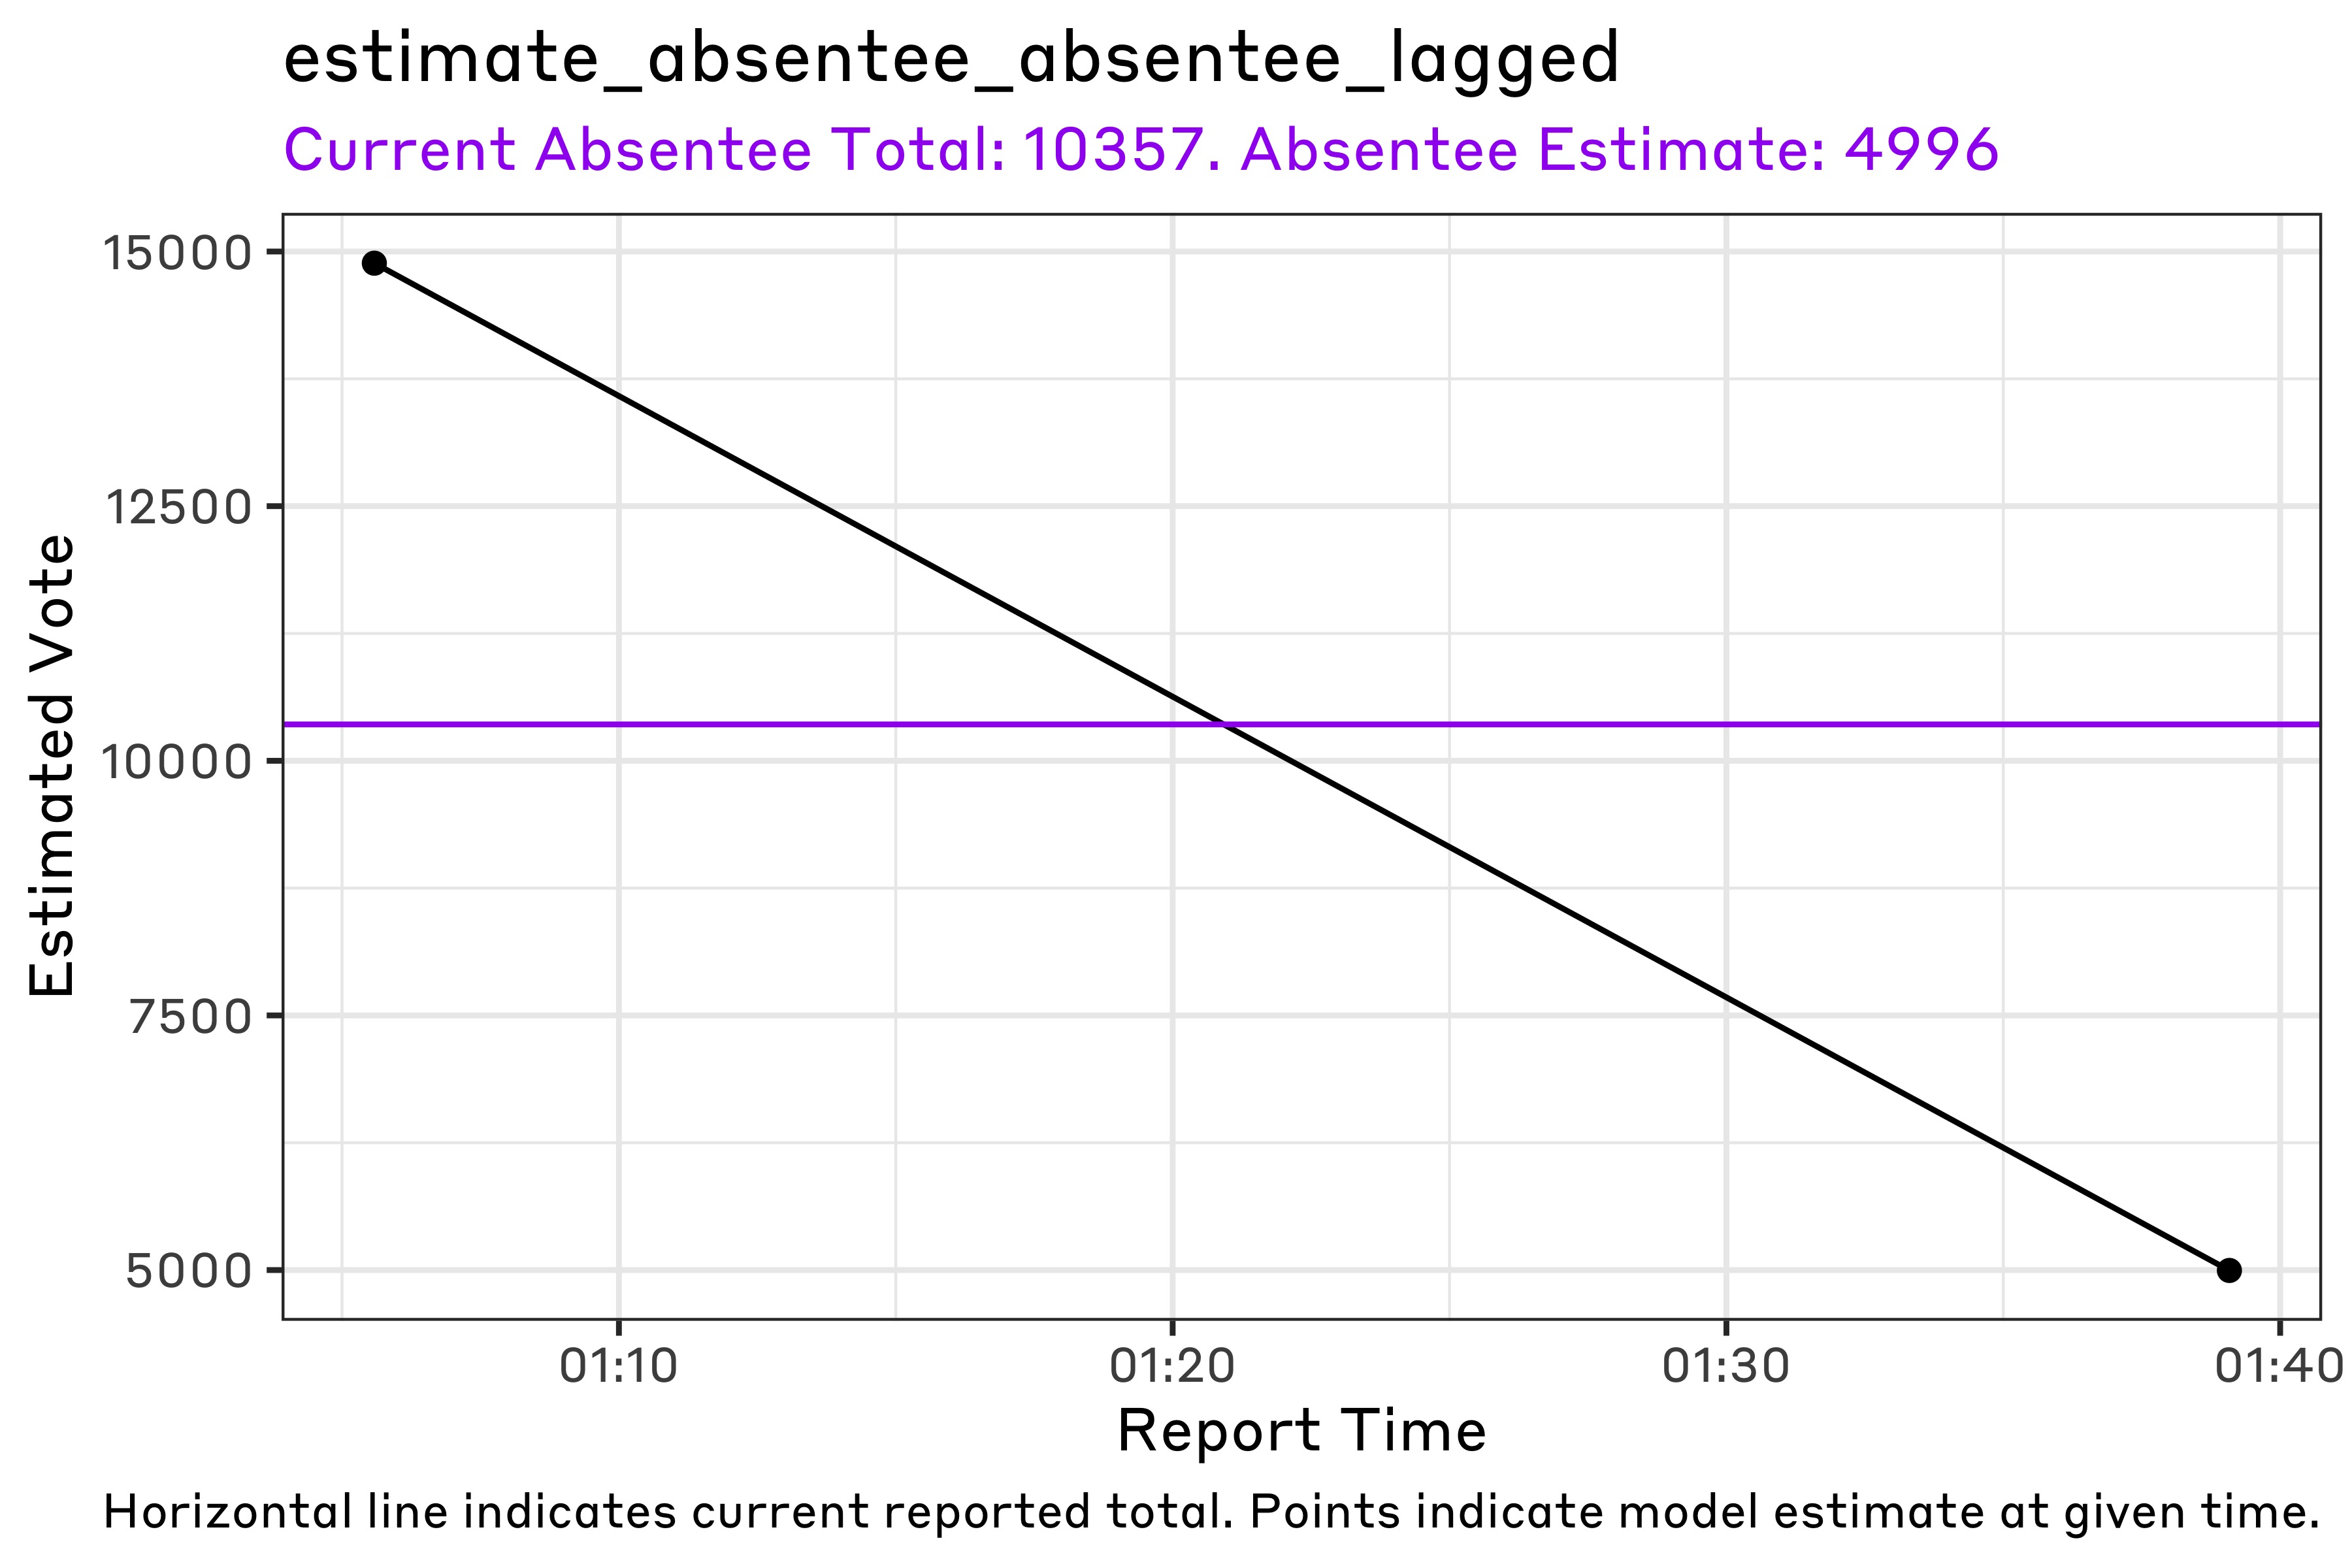 estimate_absentee_absentee_lagged
Current Absentee Total: 10357. Absentee Estimate: 4996
Estimated Vote
15000
12500
10000
7500
5000
01:10 01:20 01:30 01:40
Report Time
Horizontal line indicates current reported total. Points indicate model estimate at given time.